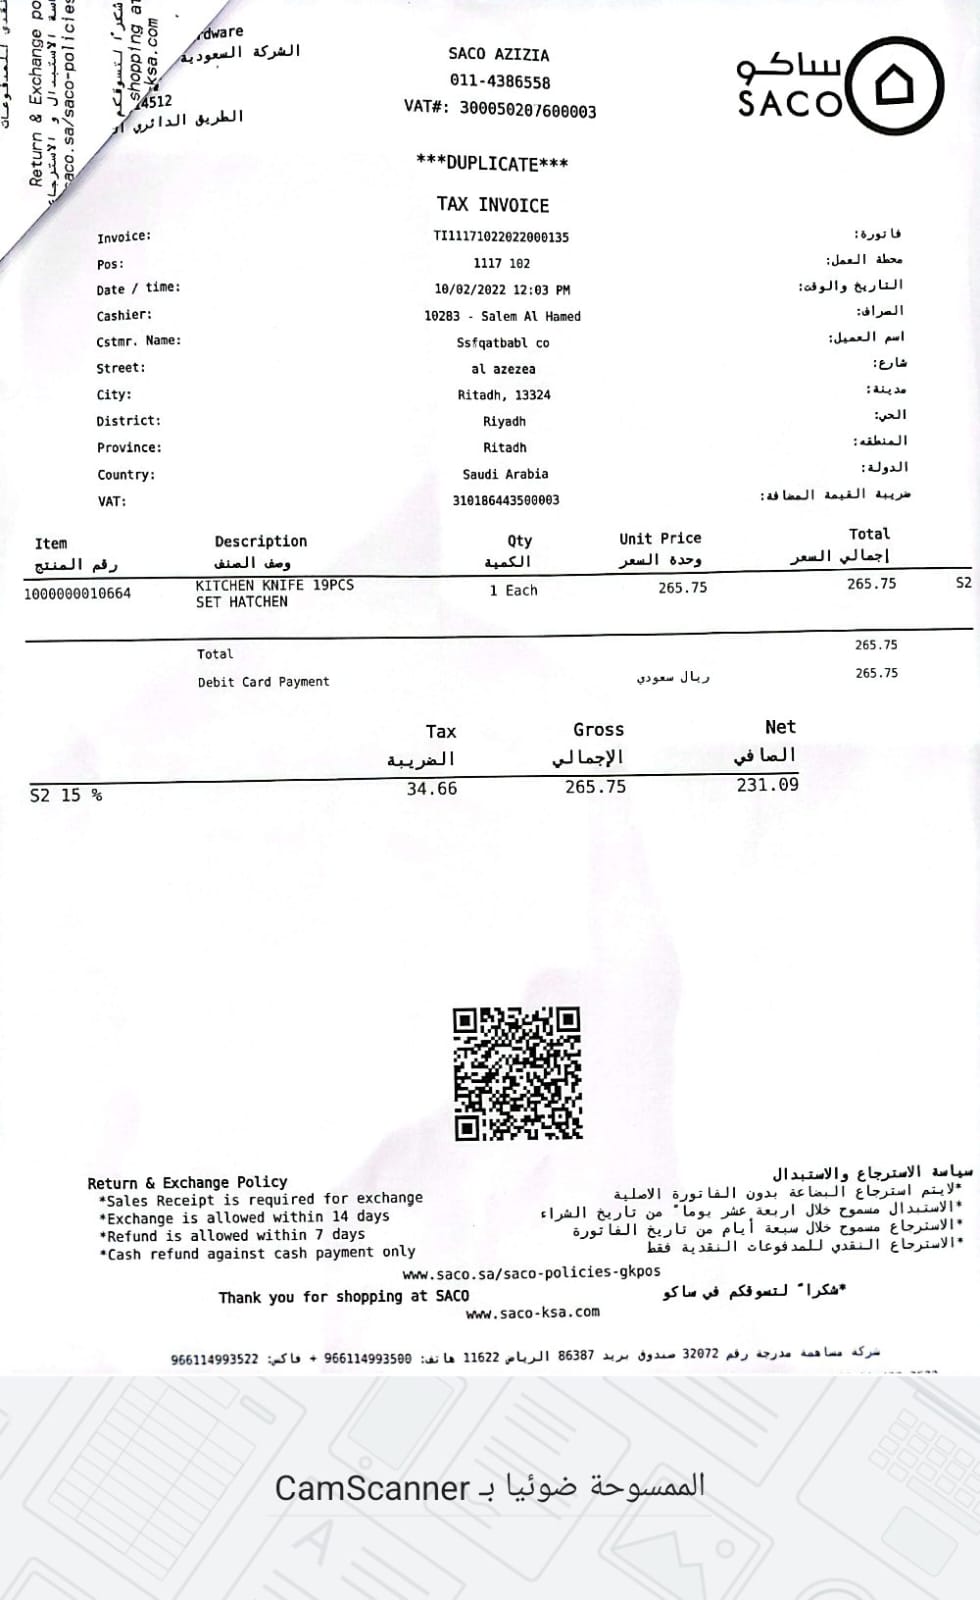 rdware
الشركة السعودية
14512
الطريق الدائري ال
Return & Exchange po
saco.sa/saco-policies
شكراً لتسوقكم
shopping at
ksa.com
SACO AZIZIA
011-4386558
VAT#: 300050207600003
ساكو
SACO
***DUPLICATE***
TAX INVOICE
Invoice: TI11171022022000135 فاتورة:
Pos: 1117 102 محطة العمل:
Date / time: 10/02/2022 12:03 PM التاريخ والوقت:
Cashier: 10283 - Salem Al Hamed الصراف:
Cstmr. Name: Ssfqatbabl co اسم العميل:
Street: al azezea شارع:
City: Ritadh, 13324 مدينة:
District: Riyadh الحي:
Province: Ritadh المنطقه:
Country: Saudi Arabia الدولة:
VAT: 310186443500003 ضريبة القيمة المضافة:
Item Description Qty Unit Price Total
رقم المنتج وصف الصنف الكمية وحدة السعر إجمالي السعر
1000000010664 KITCHEN KNIFE 19PCS 1 Each 265.75 265.75 S2
SET HATCHEN
Total 265.75
Debit Card Payment ريال سعودي 265.75
Tax Gross Net
الضريبة الإجمالي الصافي
S2 15 % 34.66 265.75 231.09
Return & Exchange Policy
*Sales Receipt is required for exchange
*Exchange is allowed within 14 days
*Refund is allowed within 7 days
*Cash refund against cash payment only
سياسة الاسترجاع والاستبدال
*لايتم استرجاع البضاعة بدون الفاتورة الاصلية
*الاستبدال مسموح خلال اربعة عشر يوماً من تاريخ الشراء
*الاسترجاع مسموح خلال سبعة أيام من تاريخ الفاتورة
*الاسترجاع النقدي للمدفوعات النقدية فقط
www.saco.sa/saco-policies-gkpos
Thank you for shopping at SACO *شكراً لتسوقكم في ساكو
www.saco-ksa.com
شركة مساهمة مدرجة رقم 32072 صندوق بريد 86387 الرياض 11622 هاتف: 966114993500 + فاكس: 966114993522
الممسوحة ضوئيا بـ CamScanner